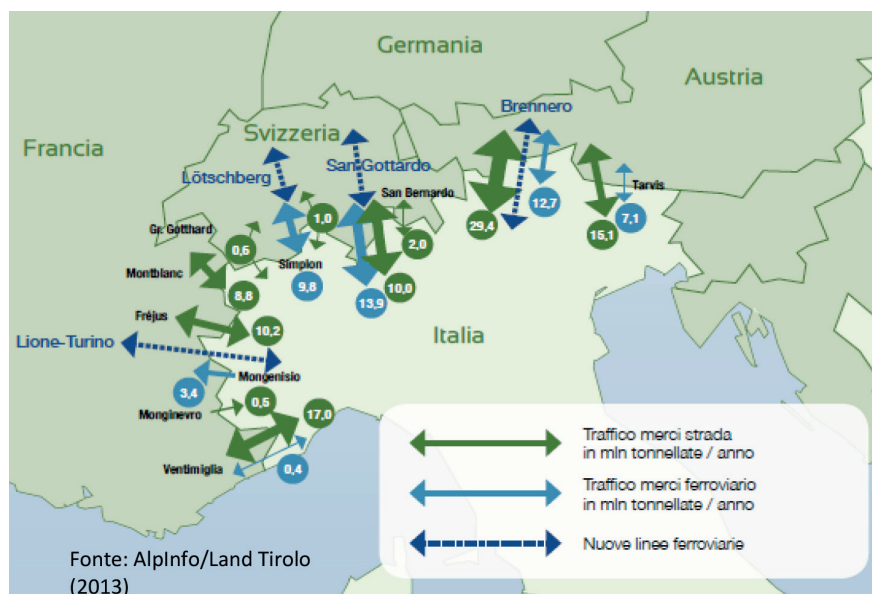 Germania
Austria
Brennero
Francia
Svizzera
San Gottardo
Lötschberg
San Bernardo
Tarvis
12,7
1,0
7,1
Gr. Gotthard
29,4
15,1
0,5
2,0
Simplon
Montblanc
9,8
10,0
8,8
13,9
Fréjus
10,2
Italia
Lione-Turino
Mongenisio
3,4
0,5
Monginevro
17,0
Ventimiglia
0,4
Traffico merci strada
in mln tonnellate / anno
Traffico merci ferroviario
in mln tonnellate / anno
Nuove linee ferroviarie
Fonte: AlpInfo/Land Tirolo
(2013)